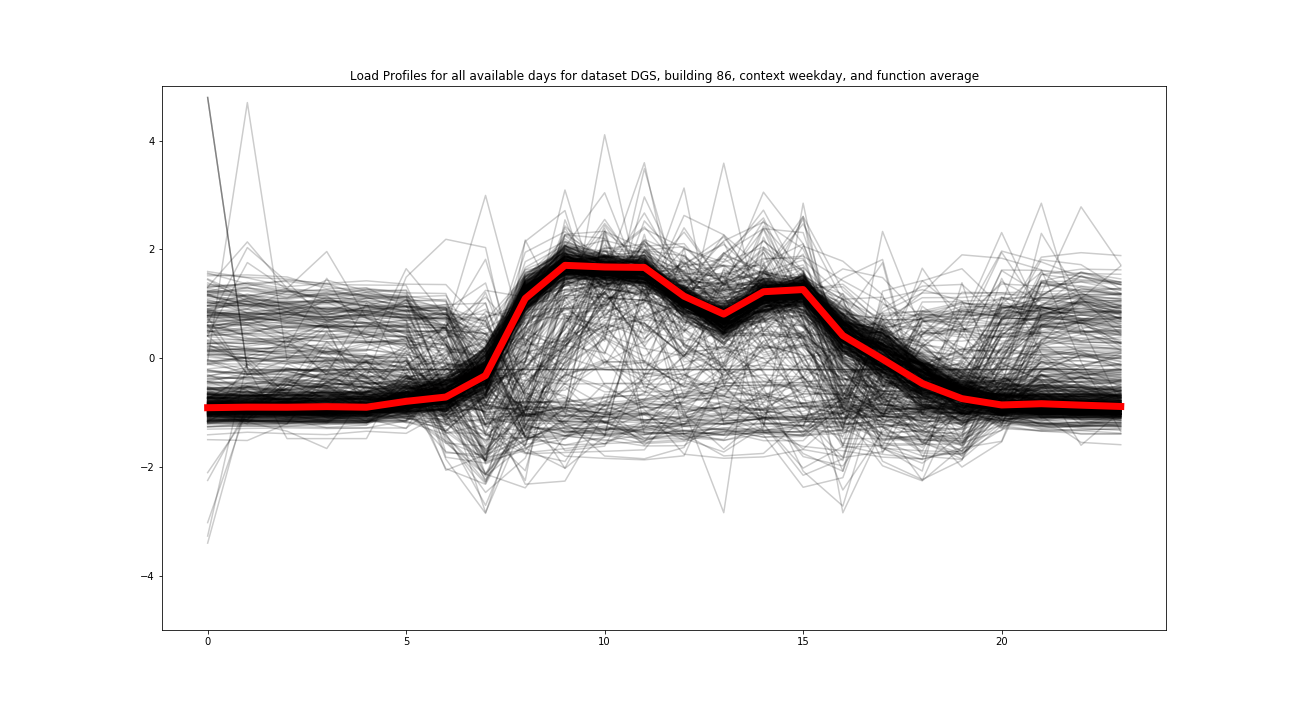 Load Profiles for all available days for dataset DGS, building 86, context weekday, and function average
4
2
0
−2
−4
0 5 10 15 20